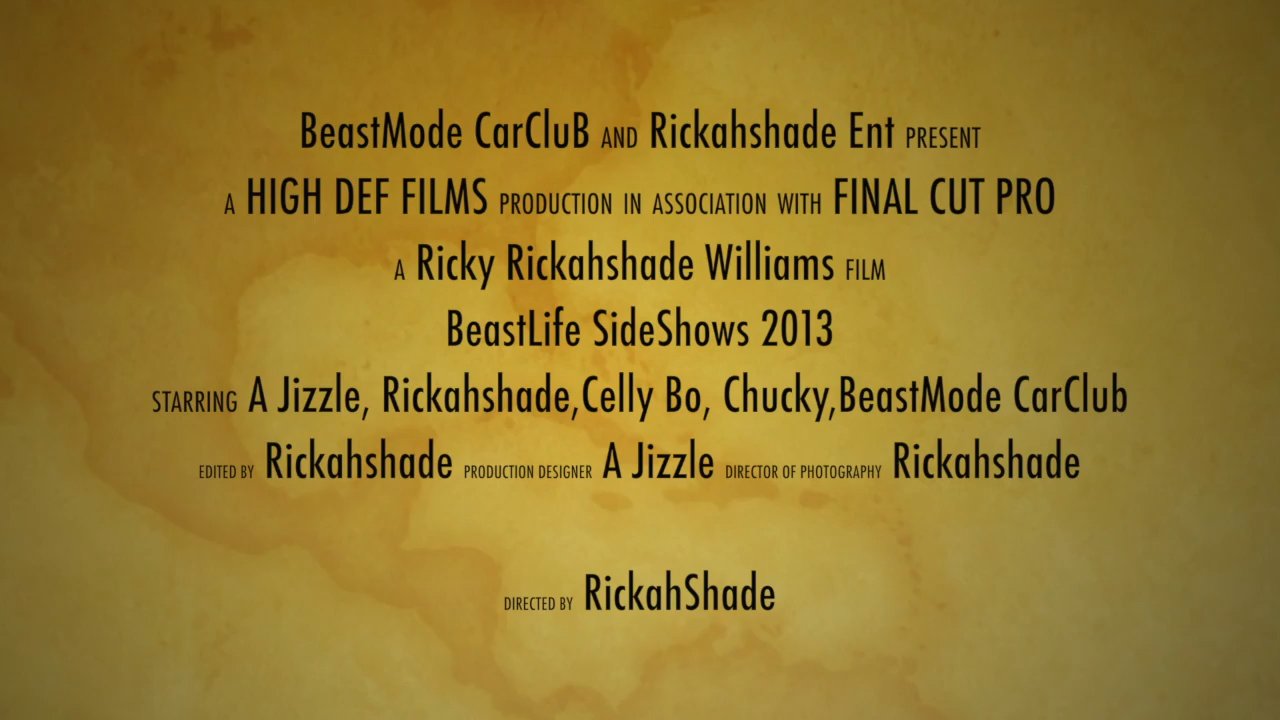 BeastMode CarCluB AND Rickahshade Ent PRESENT
A HIGH DEF FILMS PRODUCTION IN ASSOCIATION WITH FINAL CUT PRO
A Ricky Rickahshade Williams FILM
BeastLife SideShows 2013
STARRING A Jizzle, Rickahshade,Celly Bo, Chucky,BeastMode CarClub
EDITED BY Rickahshade PRODUCTION DESIGNER A Jizzle DIRECTOR OF PHOTOGRAPHY Rickahshade
DIRECTED BY RickahShade